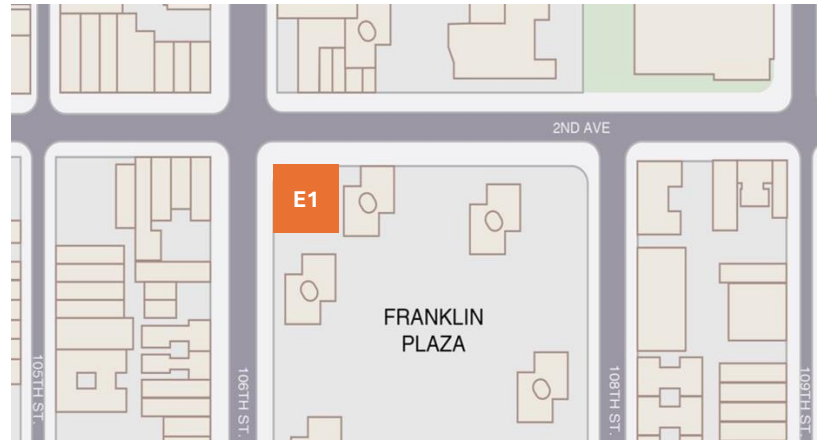 2ND AVE
E1
FRANKLIN
PLAZA
105TH ST.
106TH ST.
108TH ST.
109TH ST.